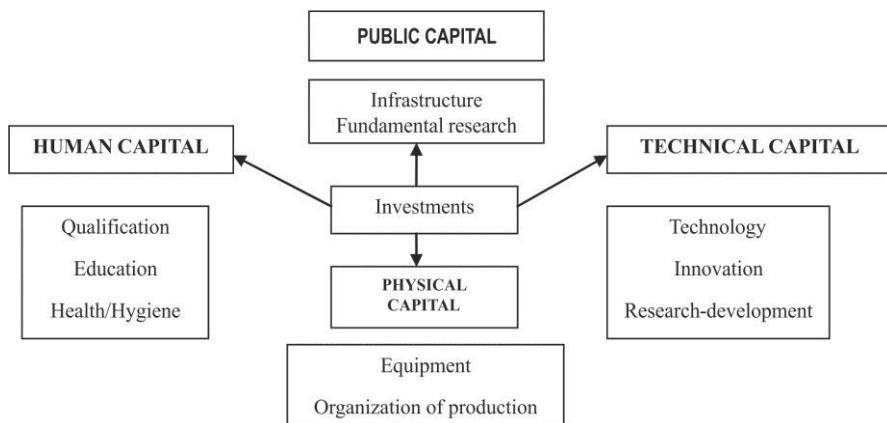 PUBLIC CAPITAL
Infrastructure
Fundamental research
HUMAN CAPITAL
TECHNICAL CAPITAL
Investments
Qualification
Education
Health/Hygiene
PHYSICAL
CAPITAL
Technology
Innovation
Research-development
Equipment
Organization of production